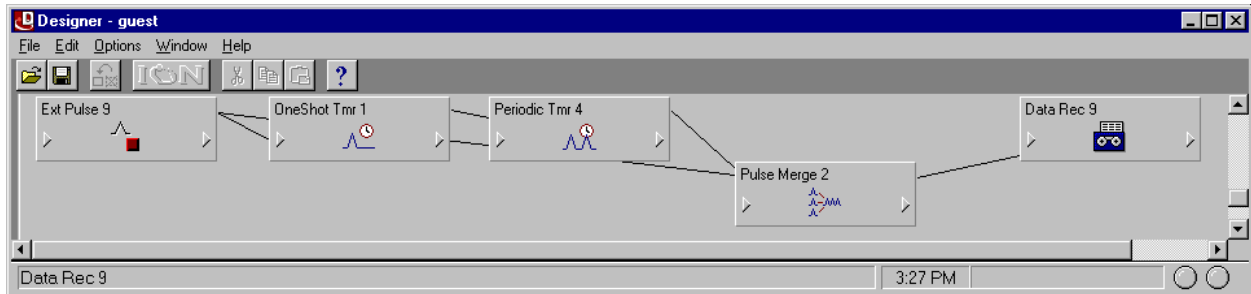 Designer - guest
File Edit Options Window Help
ION ?
Ext Pulse 9 OneShot Tmr 1 Periodic Tmr 4 Data Rec 9
Pulse Merge 2
Data Rec 9 3:27 PM